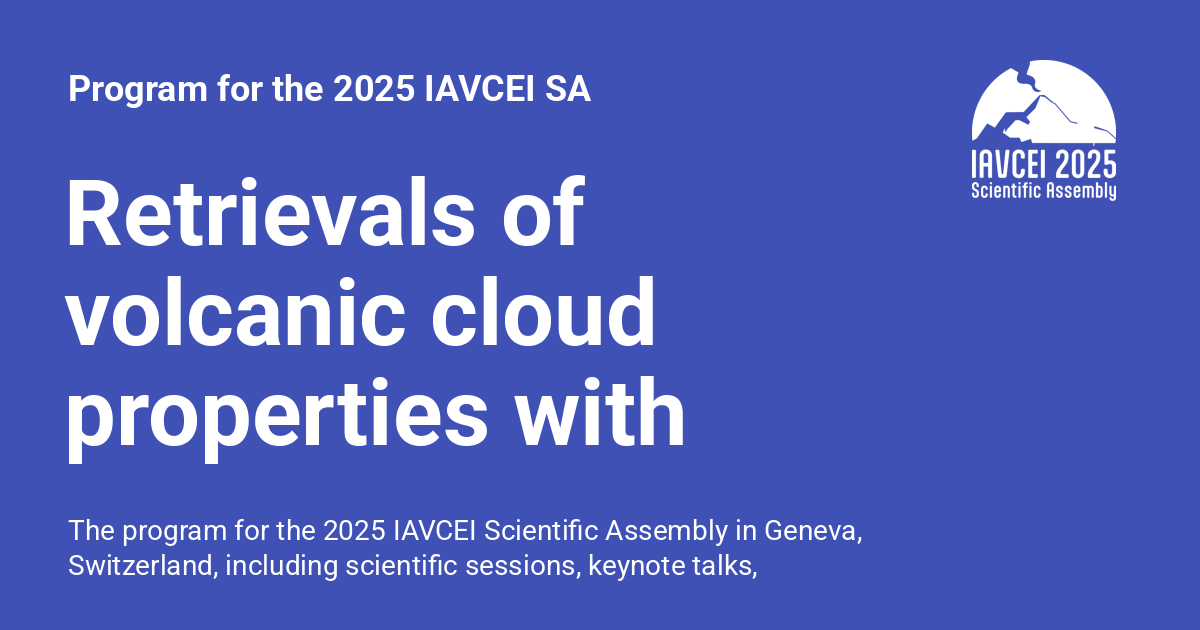 Program for the 2025 IAVCEI SA
IAVCEI 2025
Scientific Assembly
Retrievals of
volcanic cloud
properties with
The program for the 2025 IAVCEI Scientific Assembly in Geneva,
Switzerland, including scientific sessions, keynote talks,